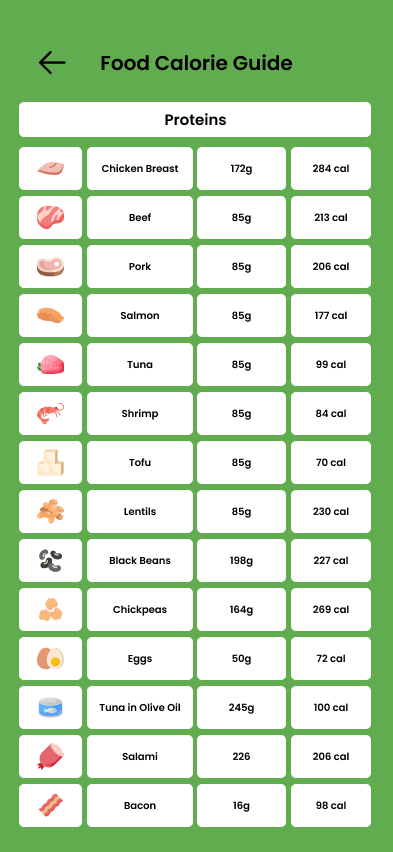 Food Calorie Guide
Proteins
Chicken Breast 172g 284 cal
Beef 85g 213 cal
Pork 85g 206 cal
Salmon 85g 177 cal
Tuna 85g 99 cal
Shrimp 85g 84 cal
Tofu 85g 70 cal
Lentils 85g 230 cal
Black Beans 198g 227 cal
Chickpeas 164g 269 cal
Eggs 50g 72 cal
Tuna in Olive Oil 245g 100 cal
Salami 226 206 cal
Bacon 16g 98 cal